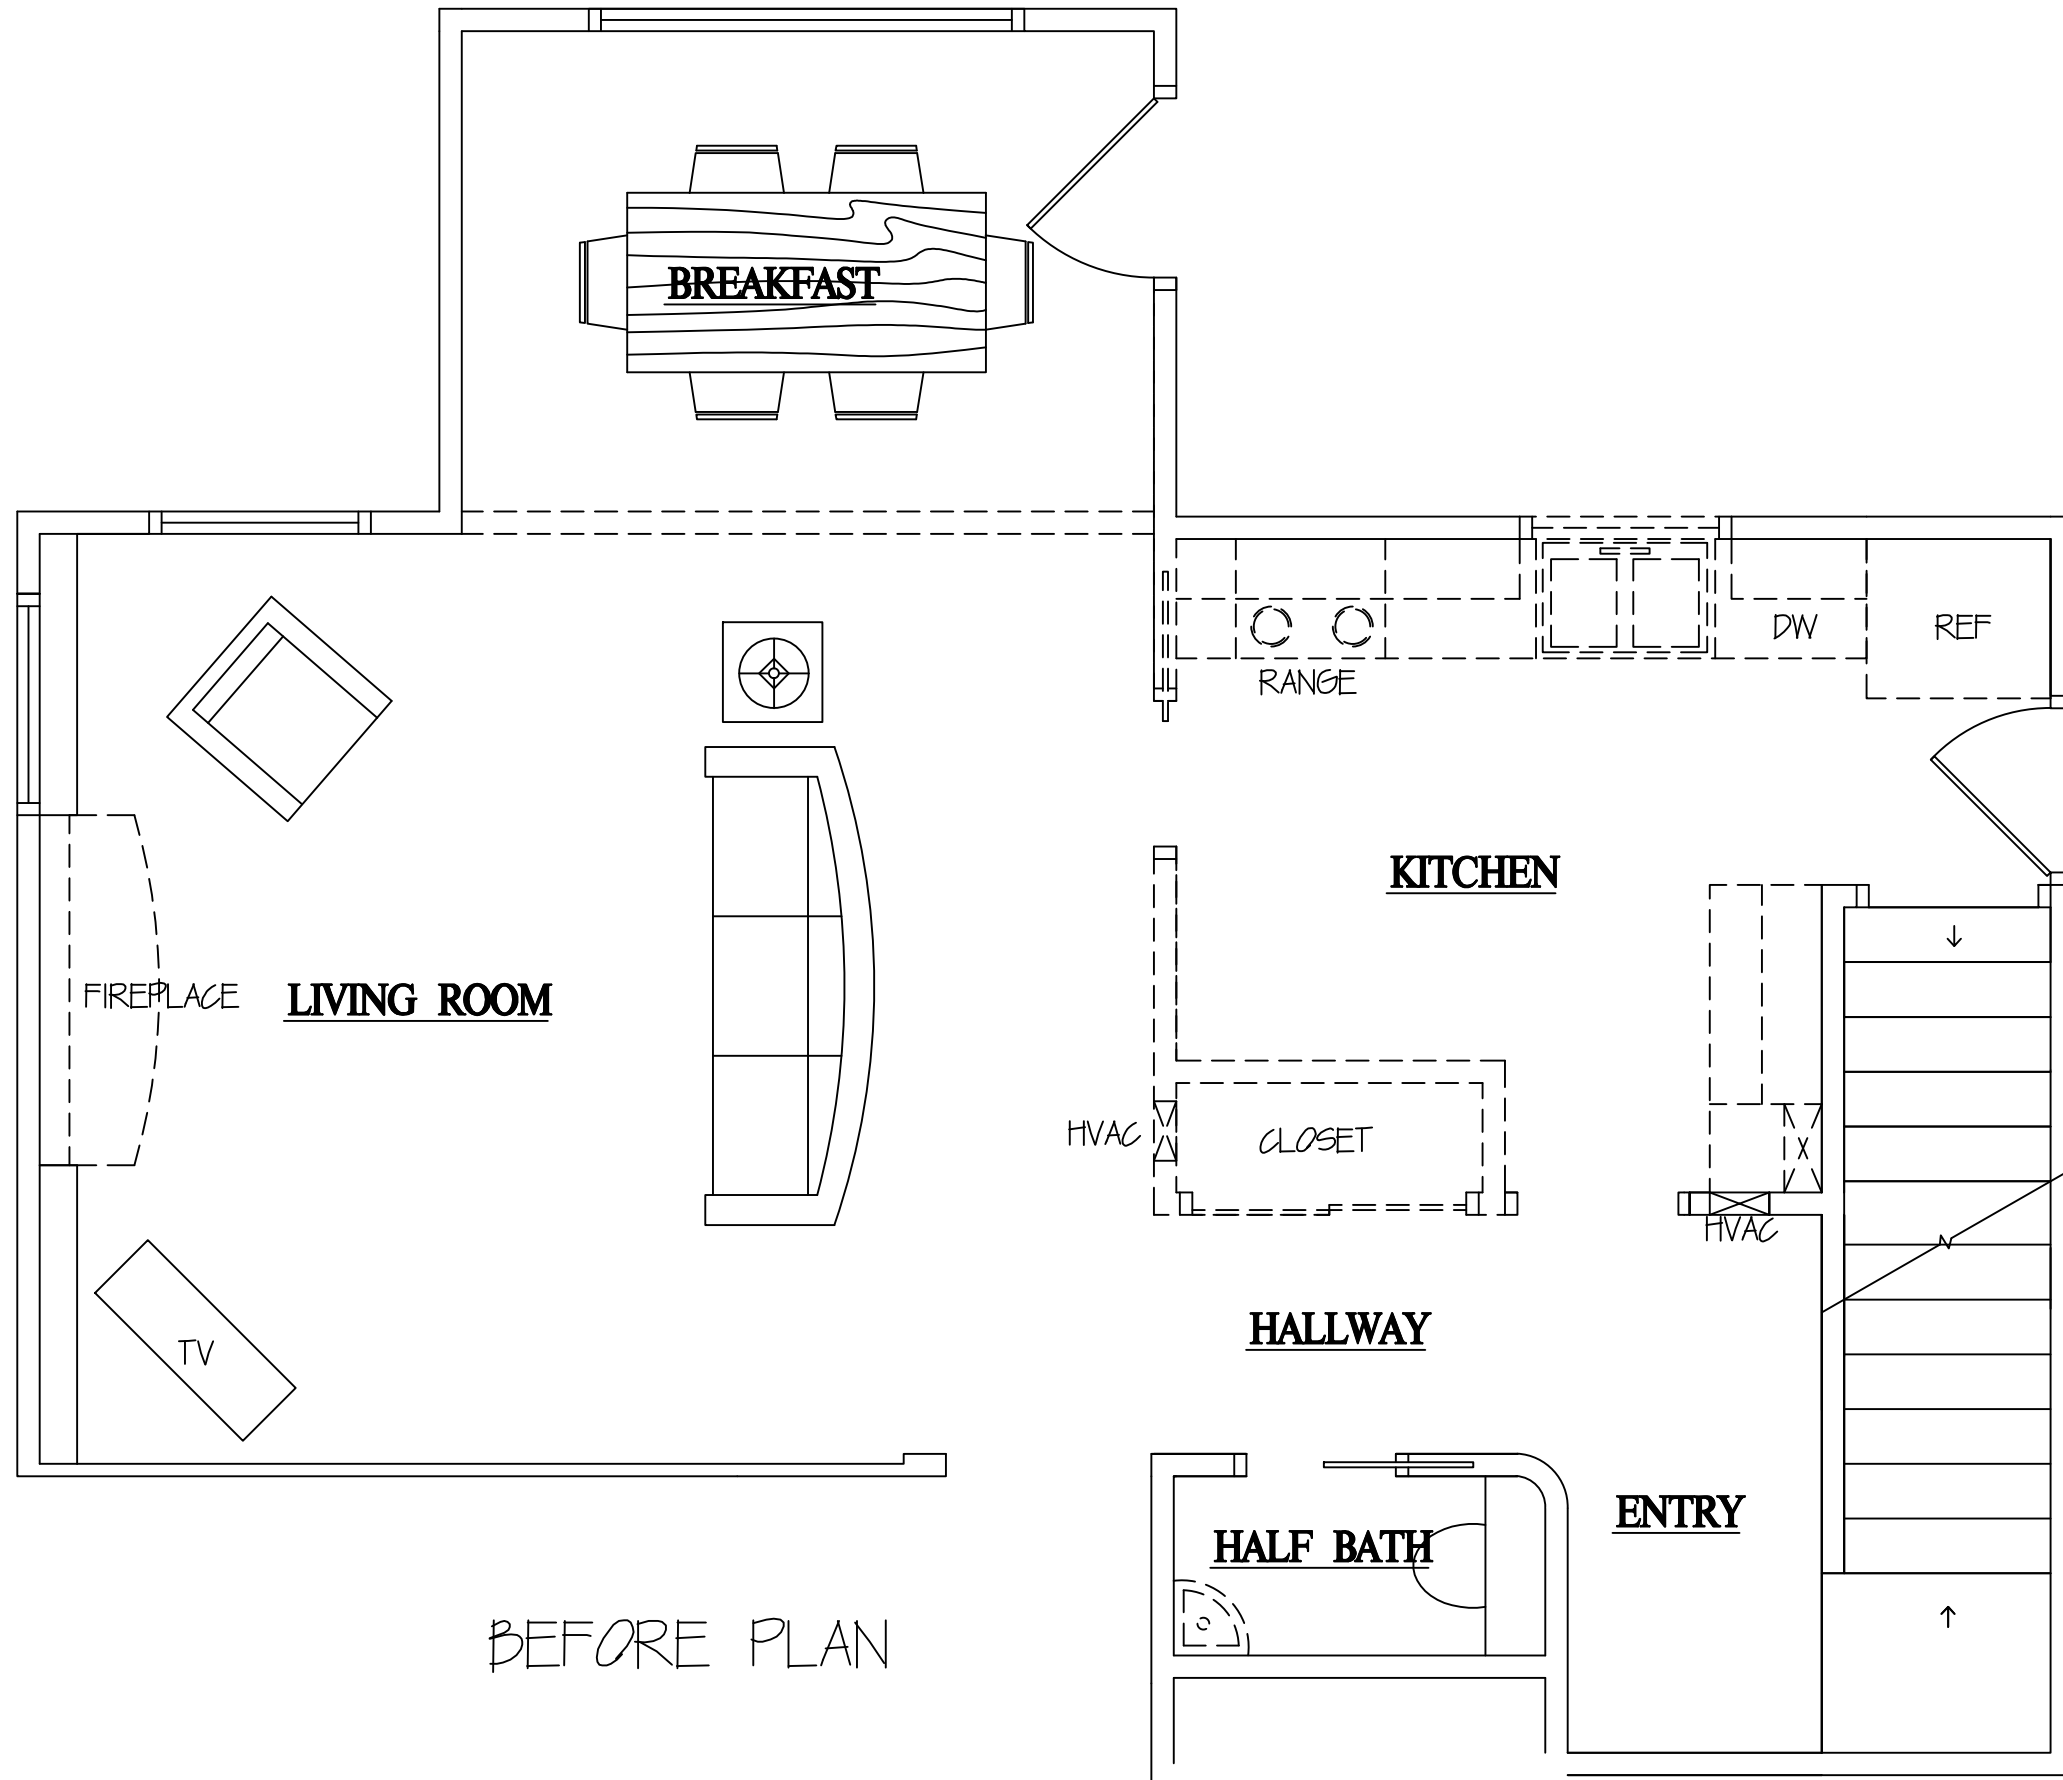 BREAKFAST
DW
REF
RANGE
KITCHEN
FIREPLACE
LIVING ROOM
HVAC
CLOSET
HVAC
HALLWAY
TV
ENTRY
HALF BATH
BEFORE PLAN